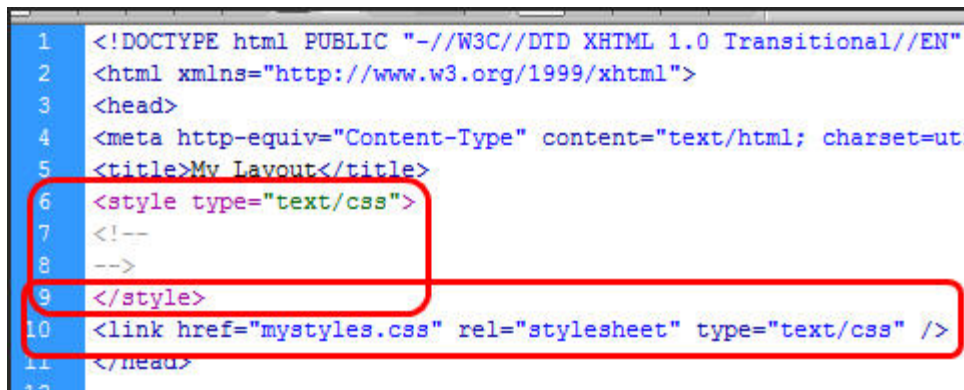 1 <!DOCTYPE html PUBLIC "-//W3C//DTD XHTML 1.0 Transitional//EN"
2 <html xmlns="http://www.w3.org/1999/xhtml">
3 <head>
4 <meta http-equiv="Content-Type" content="text/html; charset=ut
5 <title>My Layout</title>
6 <style type="text/css">
7 <!--
8 -->
9 </style>
10 <link href="mystyles.css" rel="stylesheet" type="text/css" />
11 </head>
12